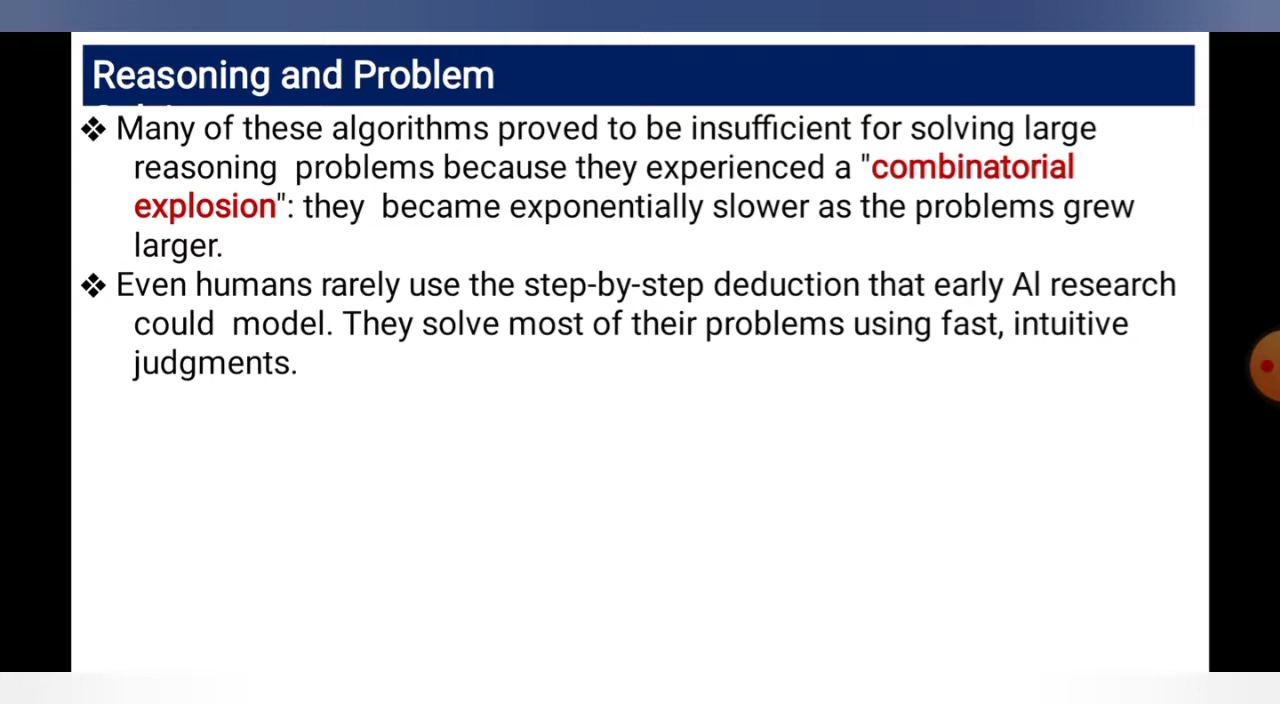 Reasoning and Problem
❖ Many of these algorithms proved to be insufficient for solving large
reasoning problems because they experienced a "combinatorial
explosion": they became exponentially slower as the problems grew
larger.
❖ Even humans rarely use the step-by-step deduction that early Al research
could model. They solve most of their problems using fast, intuitive
judgments.